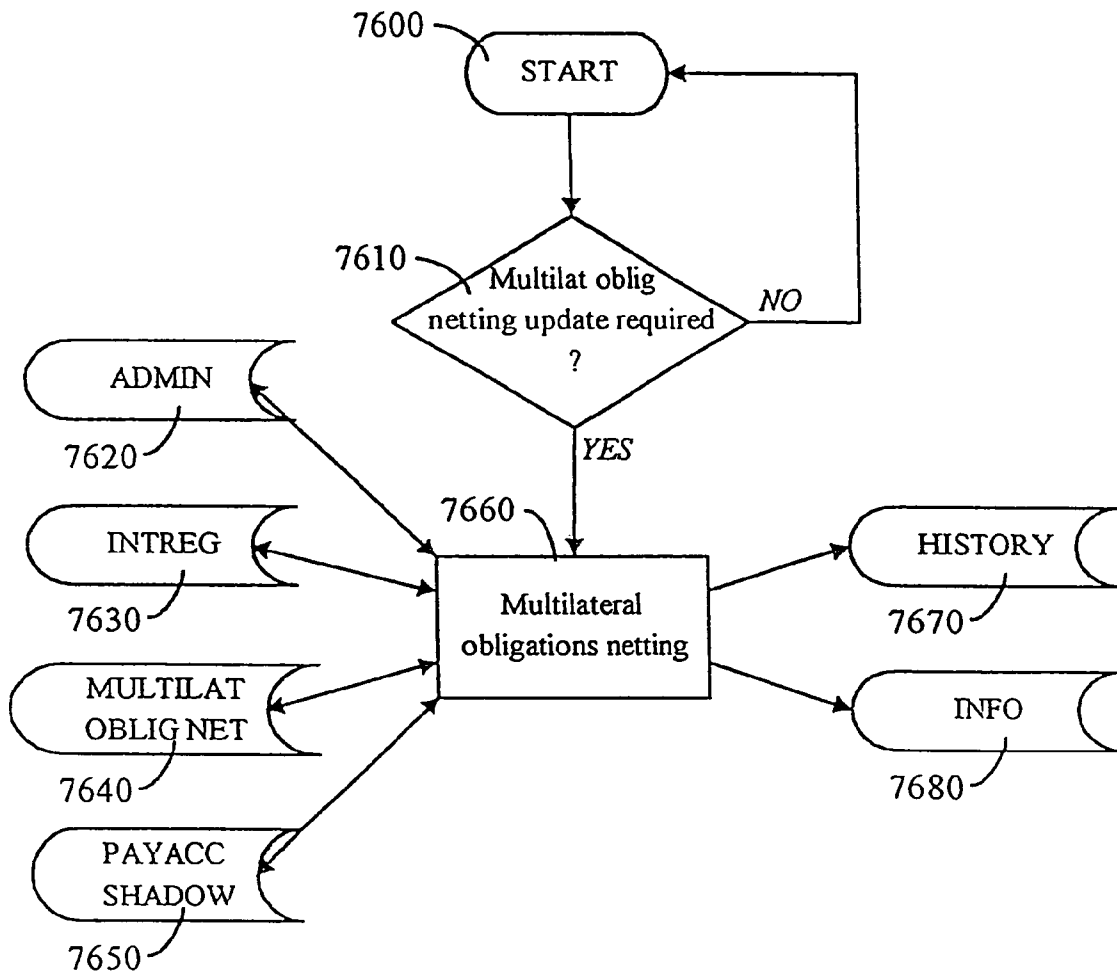 7600
START
7610
Multilat oblig
netting update required
?
NO
YES
ADMIN
7620
INTREG
7630
MULTILAT
OBLIG NET
7640
PAYACC
SHADOW
7650
7660
Multilateral
obligations netting
HISTORY
7670
INFO
7680